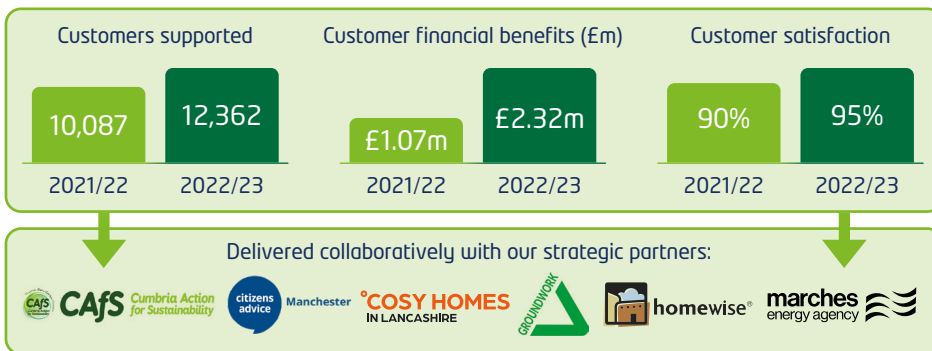 Customers supported
Customer financial benefits (£m)
Customer satisfaction
10,087
12,362
£1.07m
£2.32m
90%
95%
2021/22
2022/23
2021/22
2022/23
2021/22
2022/23
Delivered collaboratively with our strategic partners:
CAfS
CAfS
Cumbria Action
for Sustainability
citizens
advice
Manchester
COSY HOMES
IN LANCASHIRE
GROUNDWORK
homewise®
marches
energy agency